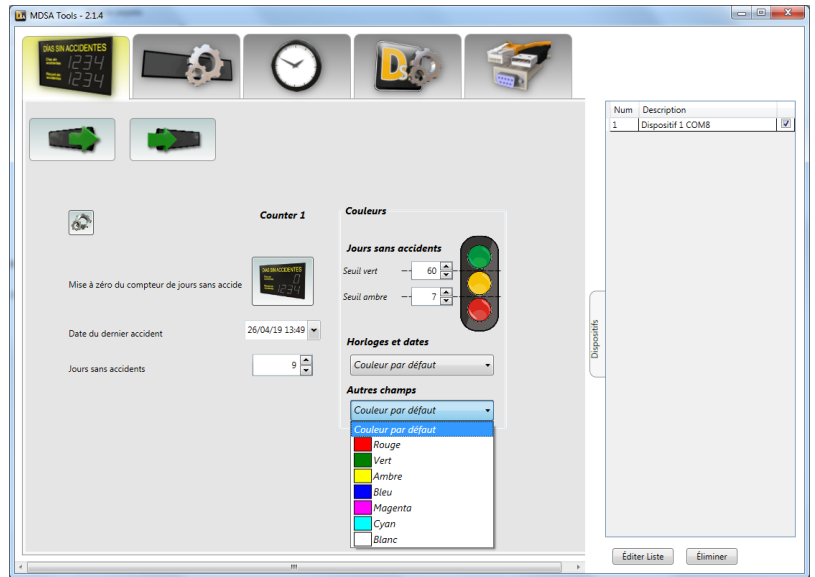 MDSA Tools - 2.1.4
DÍAS SIN ACCIDENTES
1234
1234
Ds
Num Description
1 Dispositif 1 COM8
Counter 1
Couleurs
Jours sans accidents
Seuil vert 60
Seuil ambre 7
Mise à zéro du compteur de jours sans accide
DIAS SIN ACCIDENTES
0
1234
Date du dernier accident 26/04/19 13:49
Jours sans accidents 9
Horloges et dates
Couleur par défaut
Autres champs
Couleur par défaut
Couleur par défaut
Rouge
Vert
Ambre
Bleu
Magenta
Cyan
Blanc
Dispositifs
Éditer Liste Éliminer